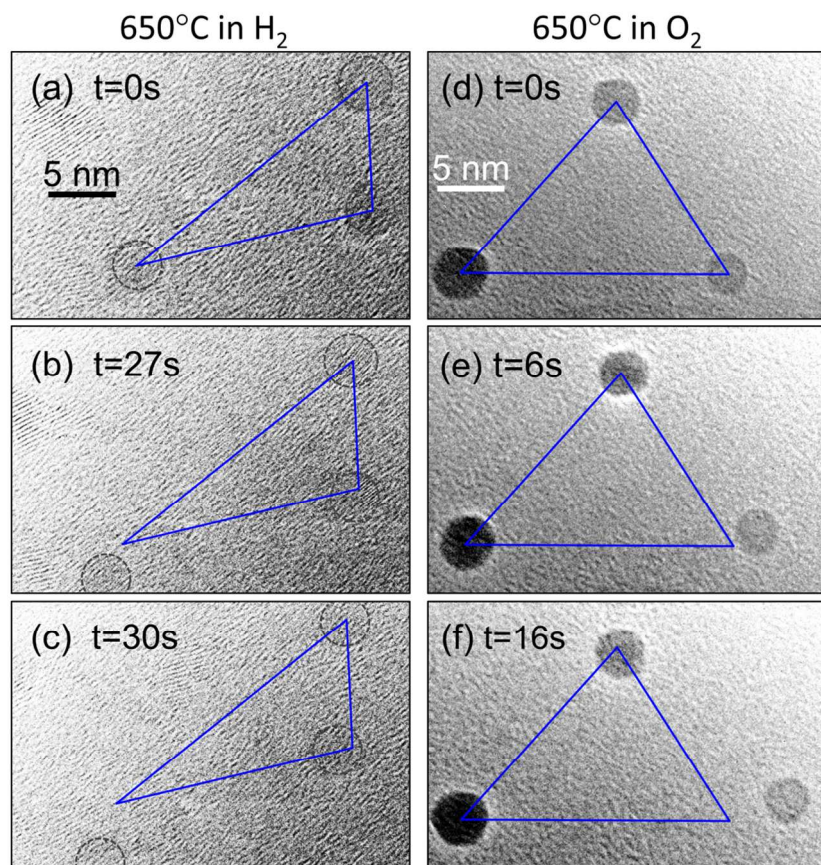 650°C in H₂
650°C in O₂
(a) t=0s
5 nm
(d) t=0s
5 nm
(b) t=27s
(e) t=6s
(c) t=30s
(f) t=16s